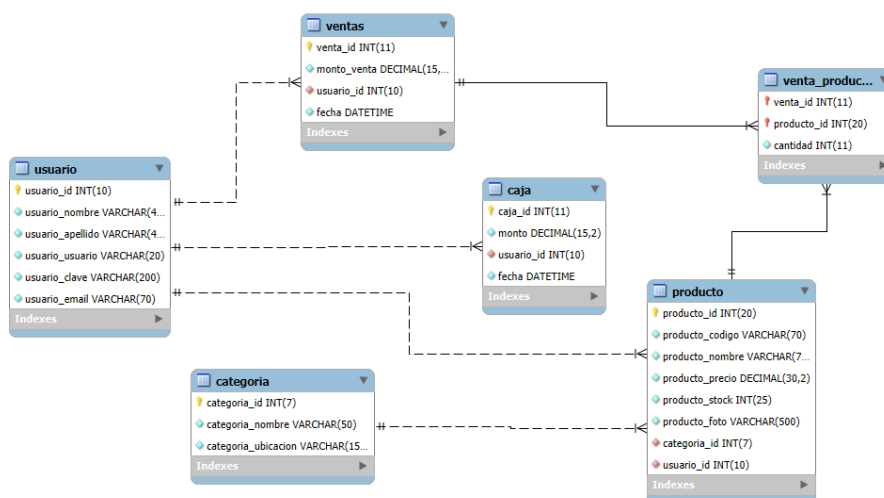 ventas
venta_id INT(11)
monto_venta DECIMAL(15,...
usuario_id INT(10)
fecha DATETIME
Indexes
venta_produc...
venta_id INT(11)
producto_id INT(20)
cantidad INT(11)
Indexes
usuario
usuario_id INT(10)
usuario_nombre VARCHAR(4...
usuario_apellido VARCHAR(4...
usuario_usuario VARCHAR(20)
usuario_clave VARCHAR(200)
usuario_email VARCHAR(70)
Indexes
caja
caja_id INT(11)
monto DECIMAL(15,2)
usuario_id INT(10)
fecha DATETIME
Indexes
producto
producto_id INT(20)
producto_codigo VARCHAR(70)
producto_nombre VARCHAR(7...
producto_precio DECIMAL(30,2)
producto_stock INT(25)
producto_foto VARCHAR(500)
categoria_id INT(7)
usuario_id INT(10)
Indexes
categoria
categoria_id INT(7)
categoria_nombre VARCHAR(50)
categoria_ubicacion VARCHAR(15...
Indexes